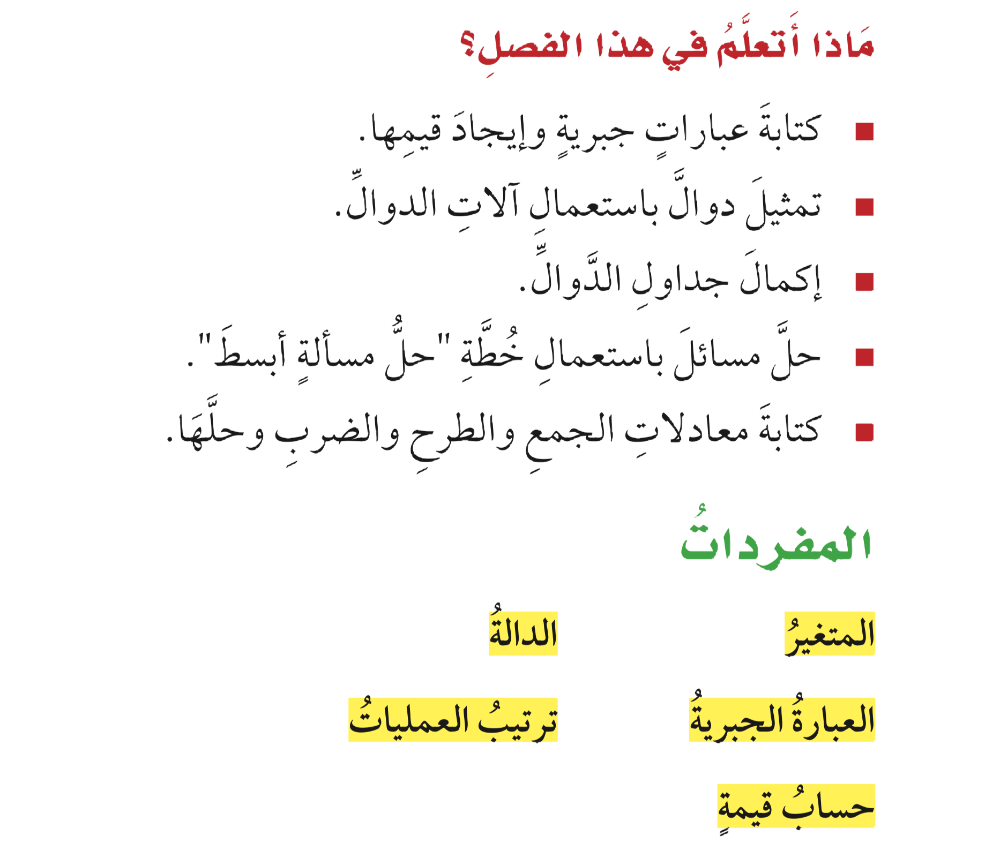 مَاذا أَتعلَّمُ في هذا الفصلِ؟
■ كتابةَ عباراتٍ جبريةٍ وإيجادَ قيمِها.
■ تمثيلَ دوالَّ باستعمالِ آلاتِ الدوالِّ.
■ إكمالَ جداولِ الدَّوالِّ.
■ حلَّ مسائلَ باستعمالِ خُطَّةِ "حلُّ مسألةٍ أبسطَ".
■ كتابةَ معادلاتِ الجمعِ والطرحِ والضربِ وحلَّهَا.
المفرداتُ
المتغيرُ الدالةُ
العبارةُ الجبريةُ ترتيبُ العملياتُ
حسابُ قيمةٍ